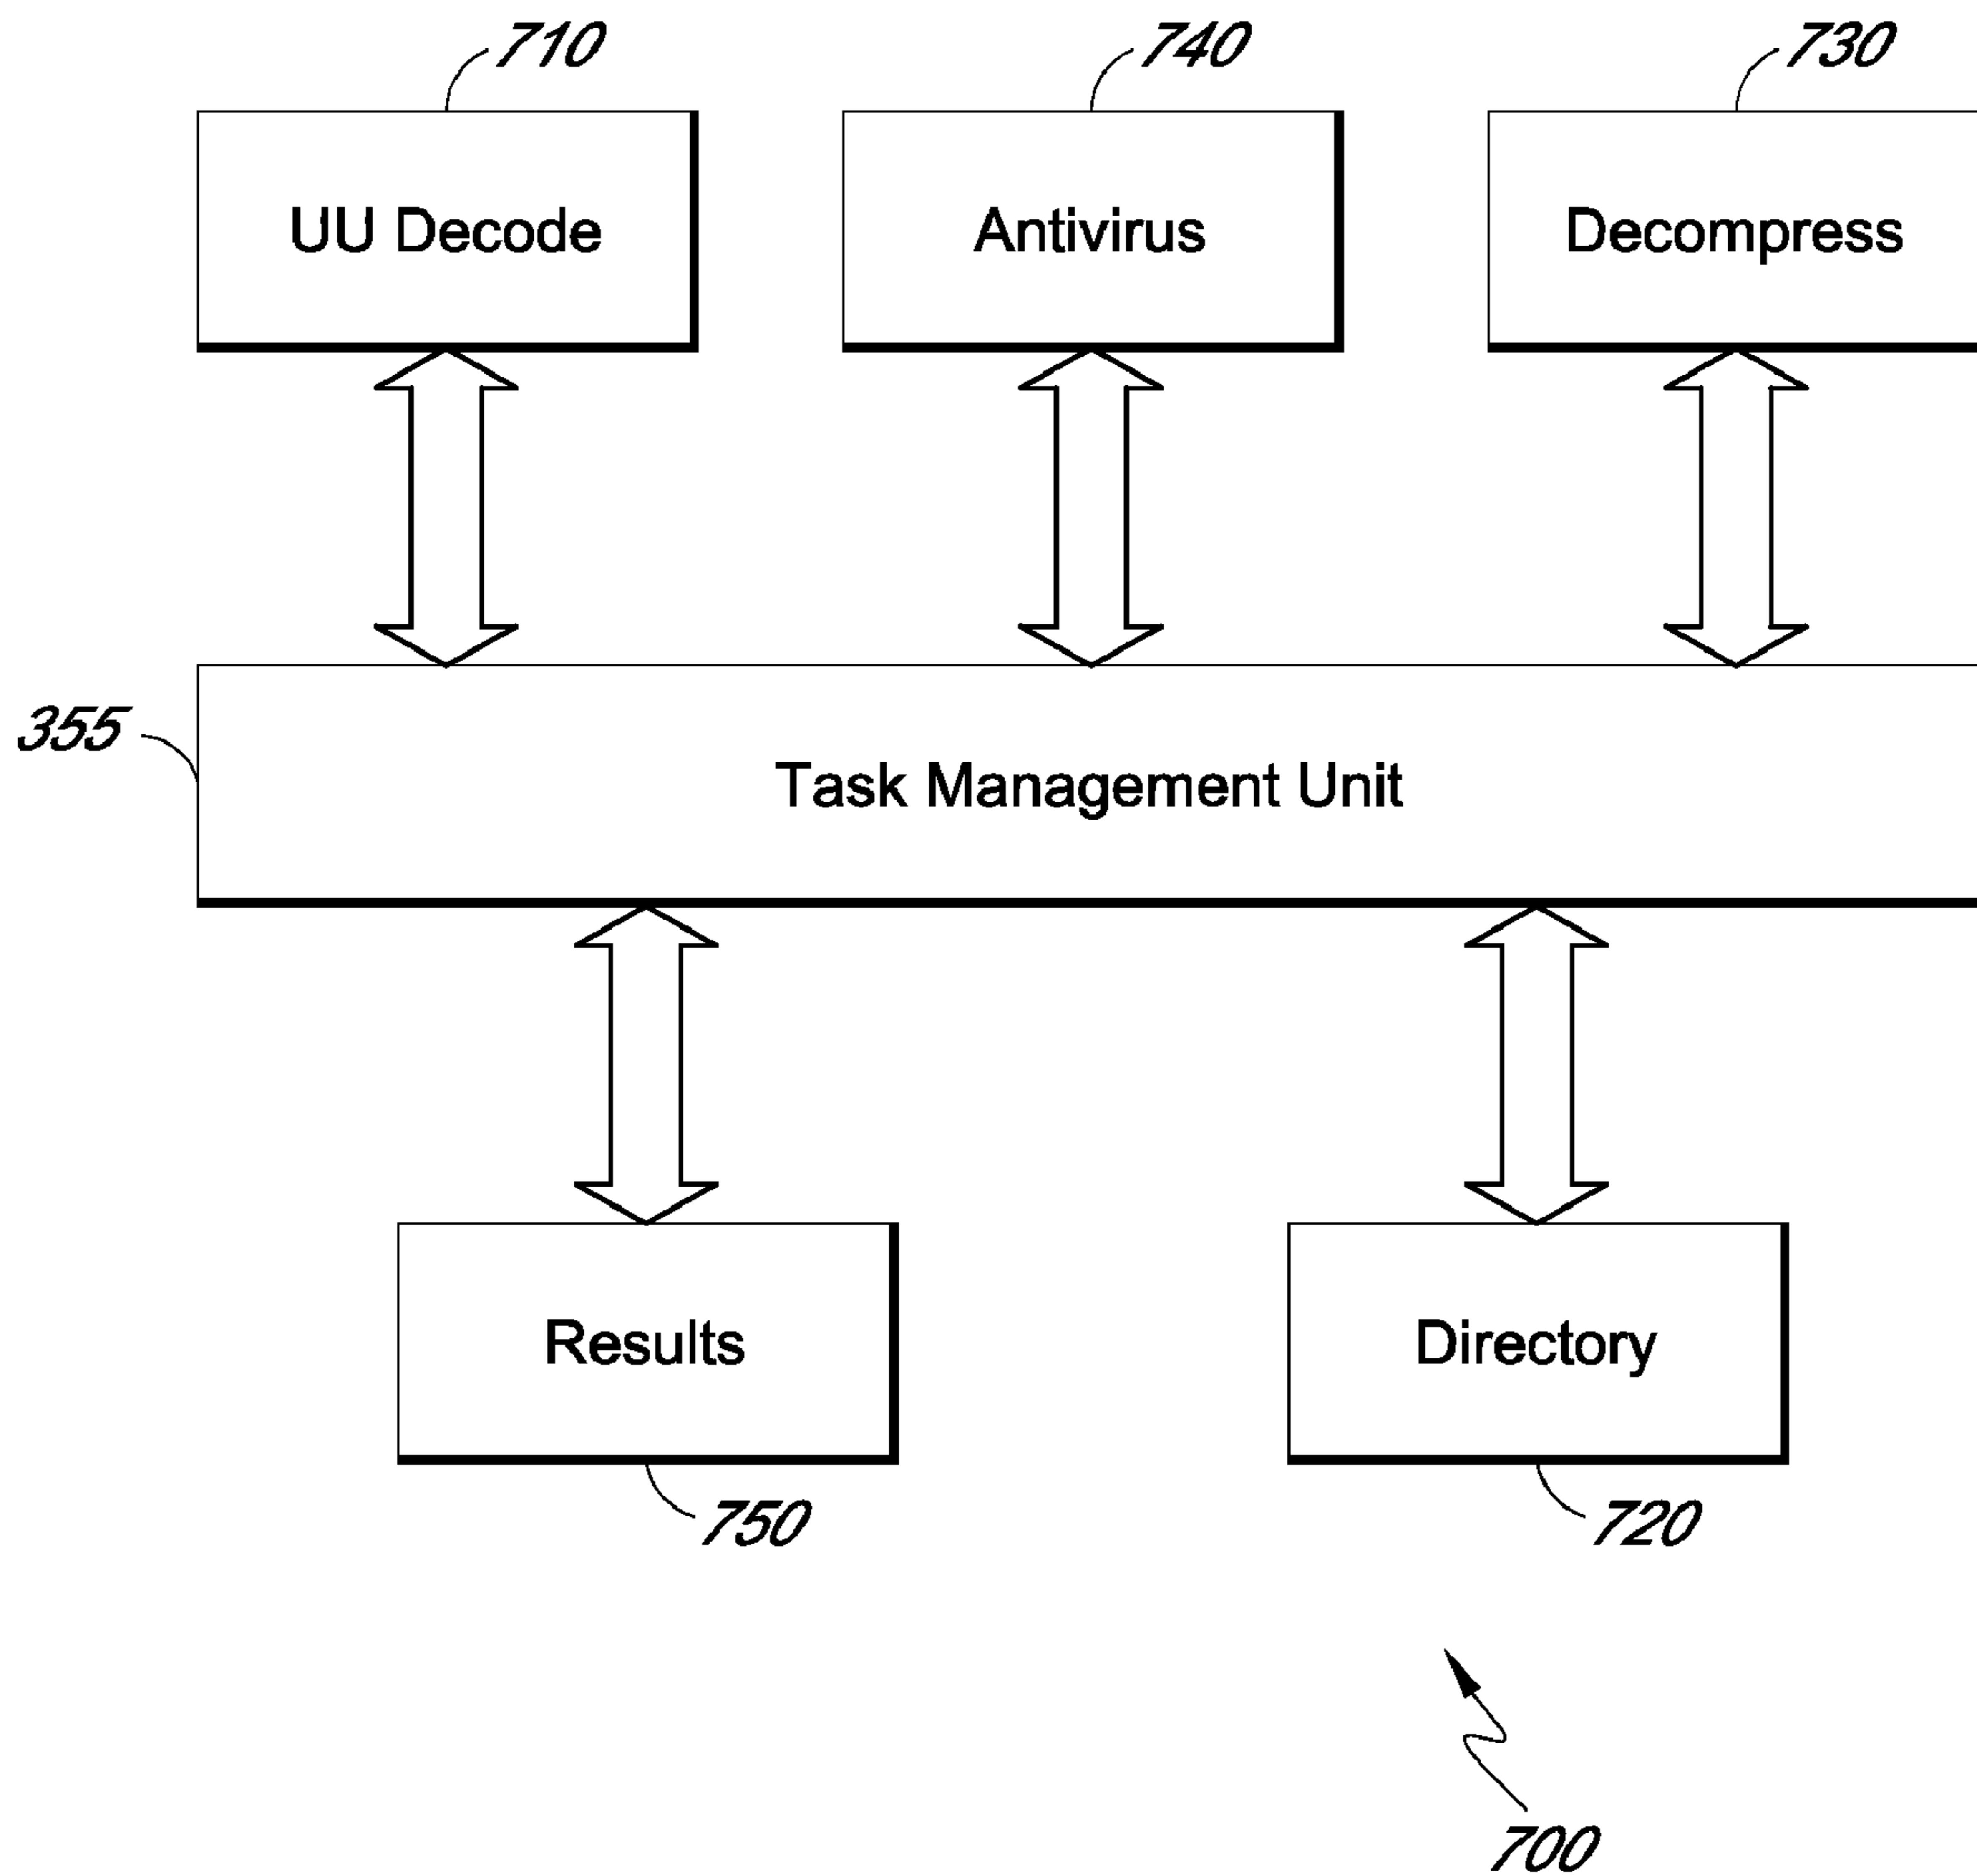 710
740
730
UU Decode
Antivirus
Decompress
355
Task Management Unit
Results
Directory
750
720
700